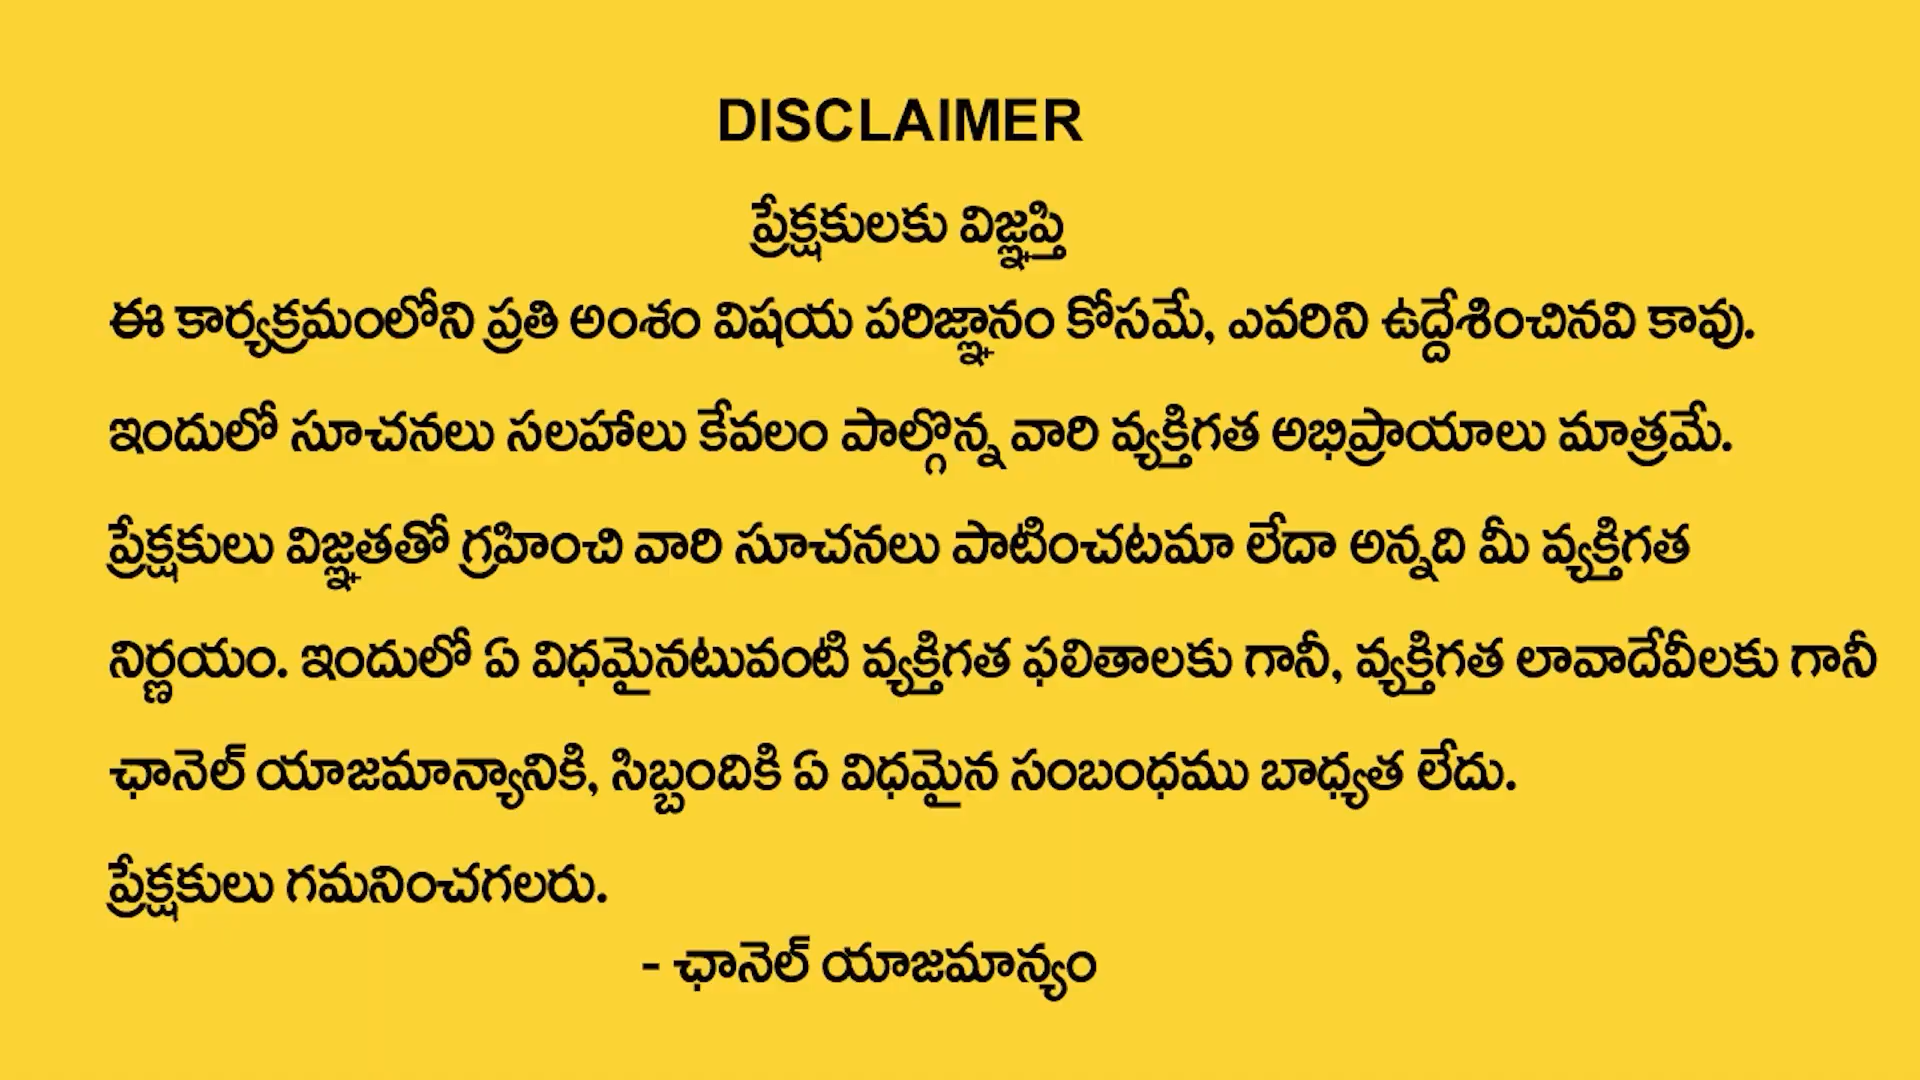 DISCLAIMER
ప్రేక్షకులకు విజ్ఞప్తి
ఈ కార్యక్రమంలోని ప్రతి అంశం విషయ పరిజ్ఞానం కోసమే, ఎవరిని ఉద్దేశించినవి కావు.
ఇందులో సూచనలు సలహాలు కేవలం పాల్గొన్న వారి వ్యక్తిగత అభిప్రాయాలు మాత్రమే.
ప్రేక్షకులు విజ్ఞతతో గ్రహించి వారి సూచనలు పాటించటమా లేదా అన్నది మీ వ్యక్తిగత
నిర్ణయం. ఇందులో ఏ విధమైనటువంటి వ్యక్తిగత ఫలితాలకు గానీ, వ్యక్తిగత లావాదేవీలకు గానీ
ఛానెల్ యాజమాన్యానికి, సిబ్బందికి ఏ విధమైన సంబంధము బాధ్యత లేదు.
ప్రేక్షకులు గమనించగలరు.
- ఛానెల్ యాజమాన్యం